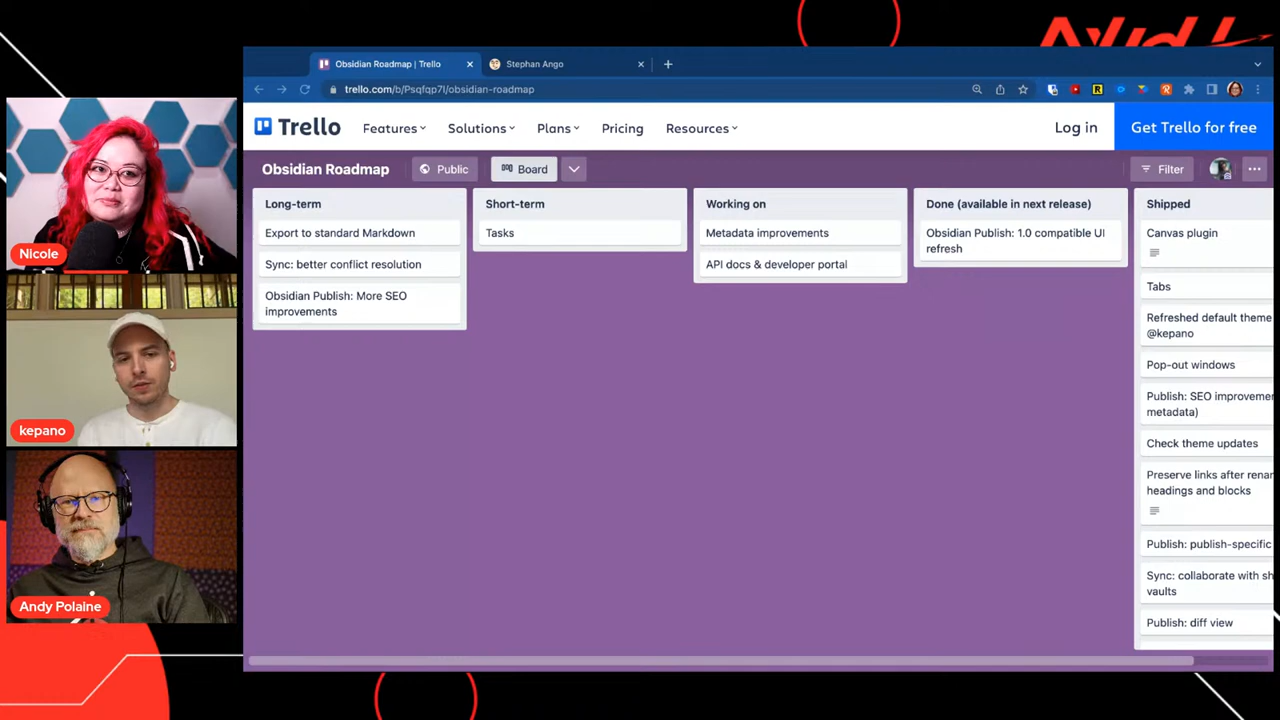 Obsidian Roadmap | Trello
Stephan Ango
trello.com/b/Psqfqp7I/obsidian-roadmap
Trello
Features
Solutions
Plans
Pricing
Resources
Log in
Get Trello for free
Obsidian Roadmap
Public
Board
Filter
Long-term
Export to standard Markdown
Sync: better conflict resolution
Obsidian Publish: More SEO
improvements
Short-term
Tasks
Working on
Metadata improvements
API docs & developer portal
Done (available in next release)
Obsidian Publish: 1.0 compatible UI
refresh
Shipped
Canvas plugin
Tabs
Refreshed default theme
@kepano
Pop-out windows
Publish: SEO
metadata)
Check theme updates
Preserve links after
headings and blocks
Publish: publish-specific
Sync: collaborate with
vaults
Publish: diff view
Nicole
kepano
Andy Polaine